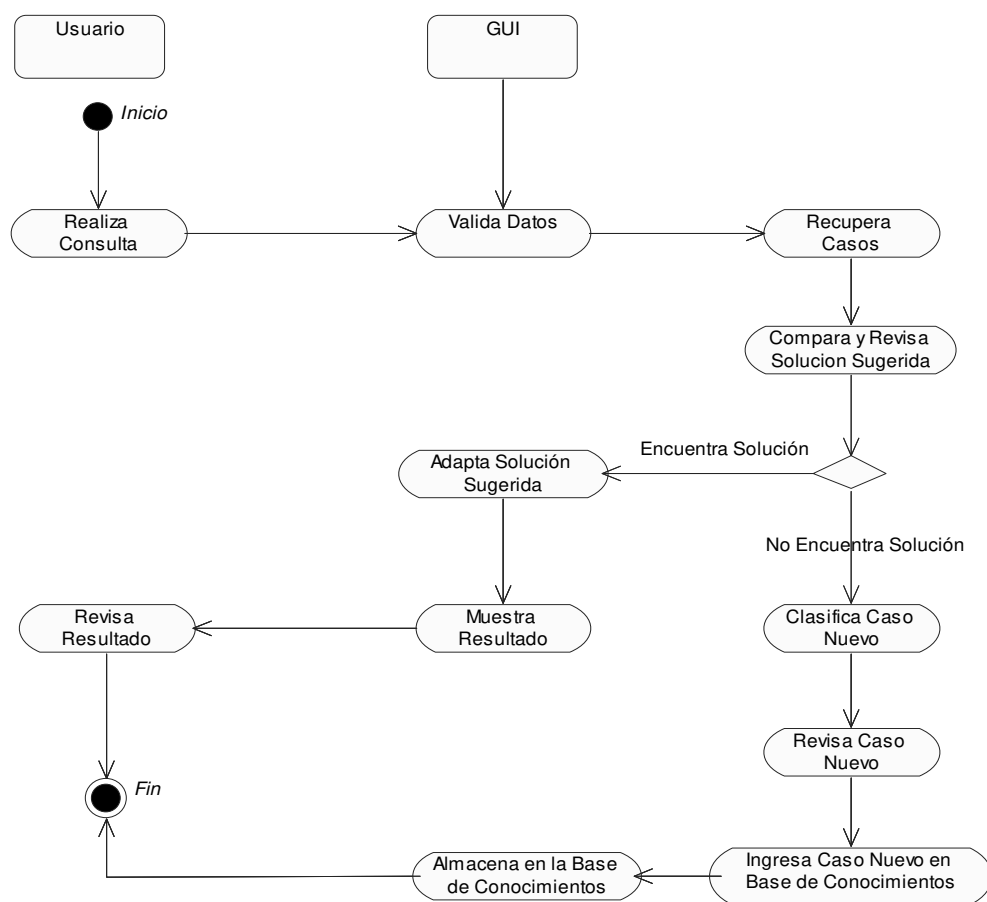 Usuario
GUI
Inicio
Realiza
Consulta
Valida Datos
Recupera
Casos
Compara y Revisa
Solucion Sugerida
Encuentra Solución
Adapta Solución
Sugerida
No Encuentra Solución
Revisa
Resultado
Muestra
Resultado
Clasifica Caso
Nuevo
Revisa Caso
Nuevo
Fin
Almacena en la Base
de Conocimientos
Ingresa Caso Nuevo en
Base de Conocimientos